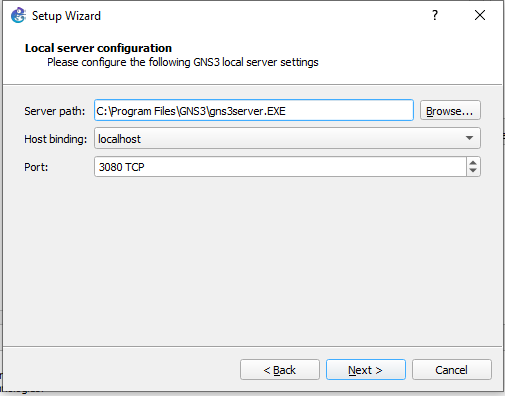 Setup Wizard
?
Local server configuration
Please configure the following GNS3 local server settings
Server path: C:\Program Files\GNS3\gns3server.EXE Browse...
Host binding: localhost
Port: 3080 TCP
< Back Next > Cancel